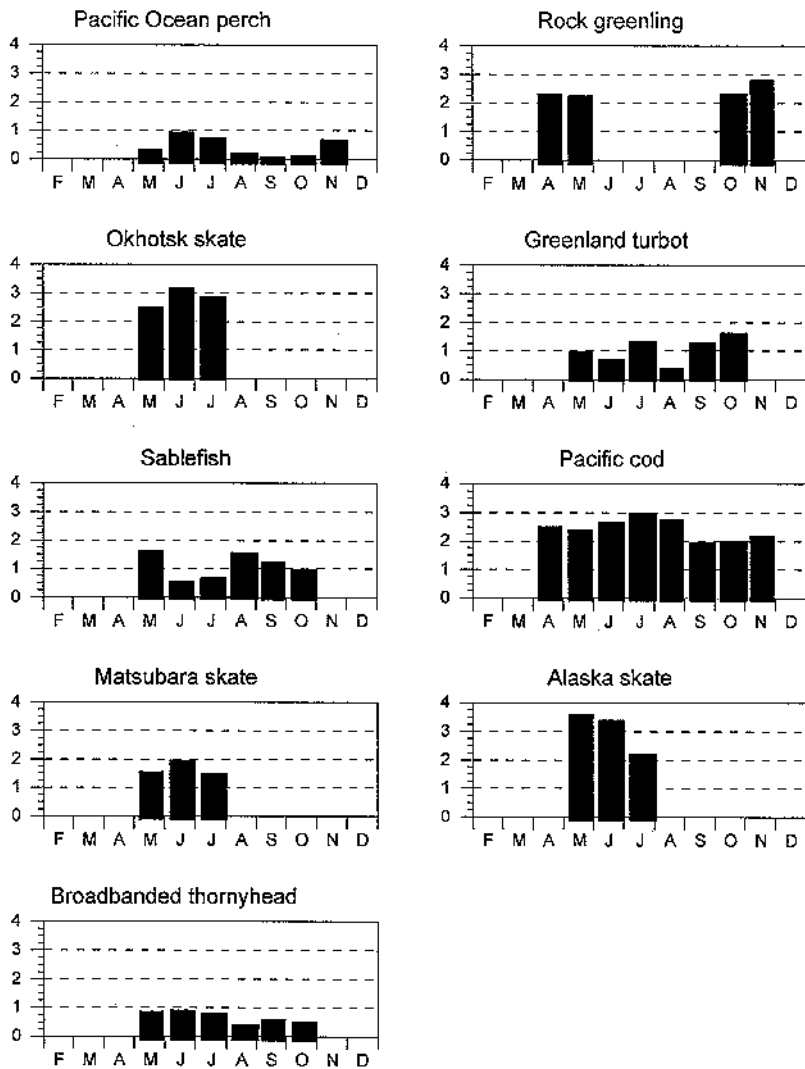 Pacific Ocean perch
4
3
2
1
0
F M A M J J A S O N D
Rock greenling
4
3
2
1
0
F M A M J J A S O N D
Okhotsk skate
4
3
2
1
0
F M A M J J A S O N D
Greenland turbot
4
3
2
1
0
F M A M J J A S O N D
Sablefish
4
3
2
1
0
F M A M J J A S O N D
Pacific cod
4
3
2
1
0
F M A M J J A S O N D
Matsubara skate
4
3
2
1
0
F M A M J J A S O N D
Alaska skate
4
3
2
1
0
F M A M J J A S O N D
Broadbanded thornyhead
4
3
2
1
0
F M A M J J A S O N D